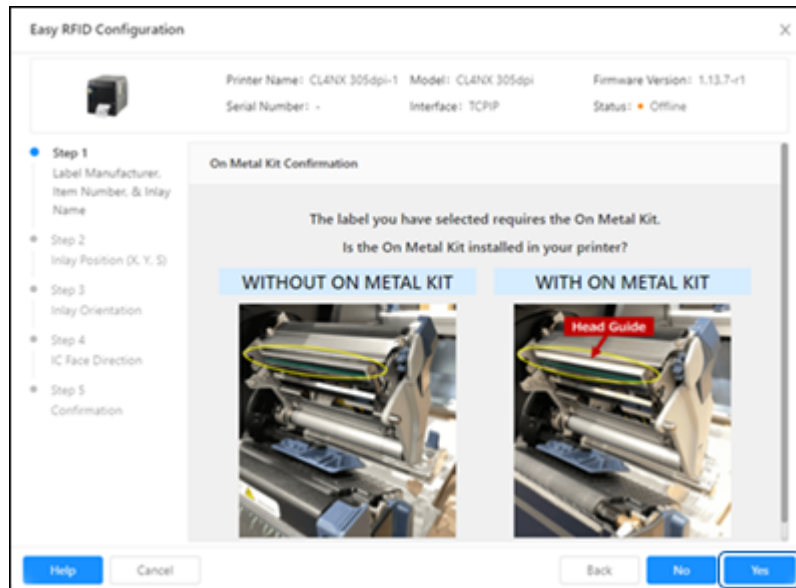 Easy RFID Configuration
Printer Name: CL4NX 305dpi-1 Model: CL4NX 305dpi Firmware Version: 1.13.7-r1
Serial Number: - Interface: TCPIP Status: Offline
Step 1
Label Manufacturer,
Item Number, & Inlay
Name
Step 2
Inlay Position (X, Y, S)
Step 3
Inlay Orientation
Step 4
IC Face Direction
Step 5
Confirmation
On Metal Kit Confirmation
The label you have selected requires the On Metal Kit.
Is the On Metal Kit installed in your printer?
WITHOUT ON METAL KIT
WITH ON METAL KIT
Head Guide
Help Cancel Back No Yes